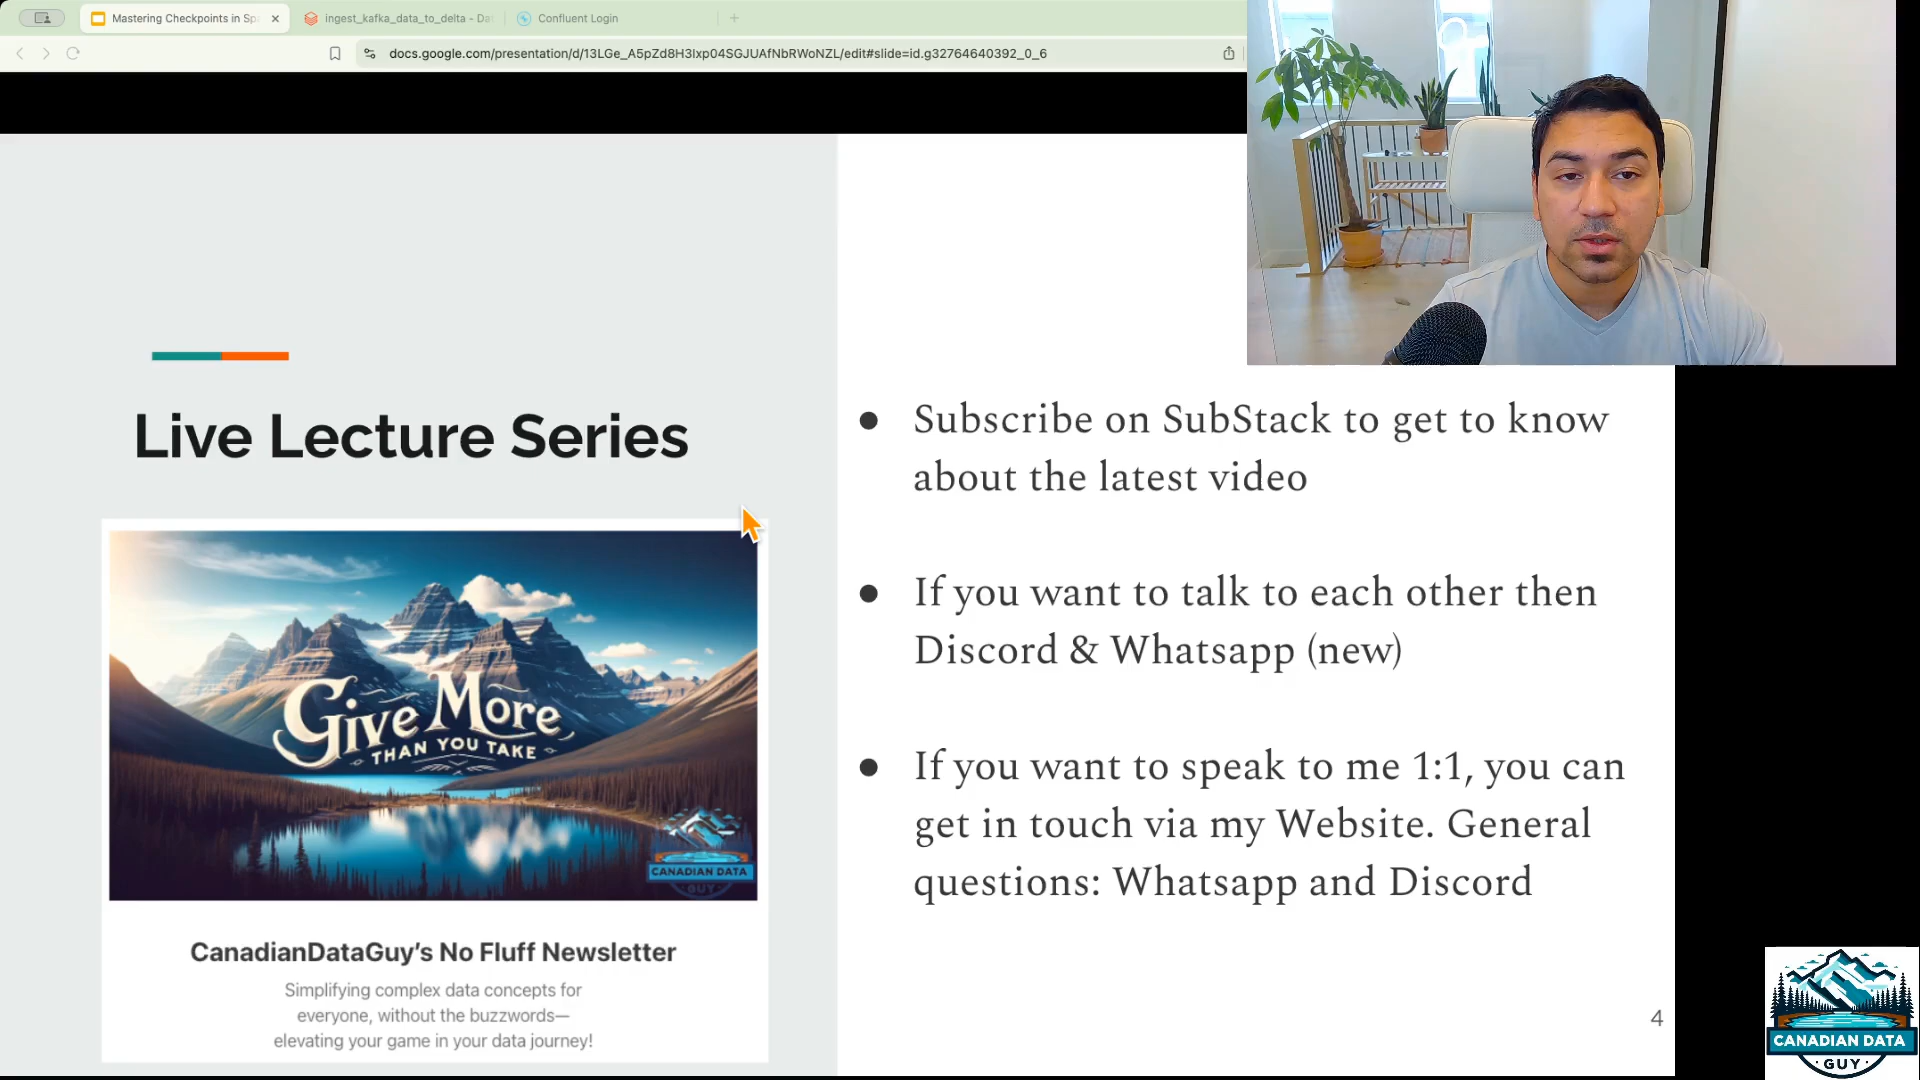 Mastering Checkpoints in Sp
ingest_kafka_data_to_delta - Da
Confluent Login
docs.google.com/presentation/d/13LGe_A5pZd8H3lxp04SGJUAfNbRWoNZL/edit#slide=id.g32764640392_0_6
Live Lecture Series
Give More
THAN YOU TAKE
CANADIAN DATA
GUY
CanadianDataGuy’s No Fluff Newsletter
Simplifying complex data concepts for
everyone, without the buzzwords—
elevating your game in your data journey!
● Subscribe on SubStack to get to know
about the latest video
● If you want to talk to each other then
Discord & Whatsapp (new)
● If you want to speak to me 1:1, you can
get in touch via my Website. General
questions: Whatsapp and Discord
4
CANADIAN DATA
· GUY ·